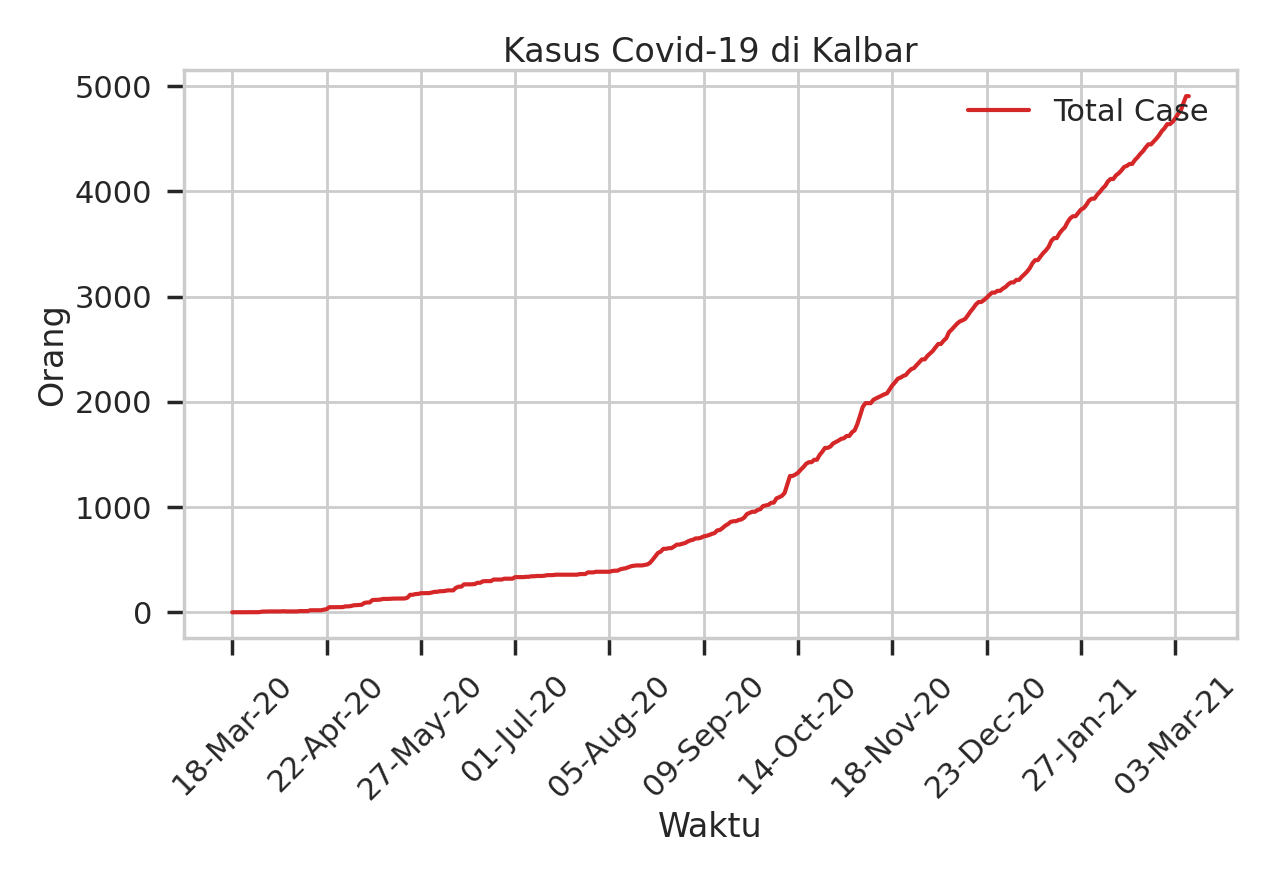 Kasus Covid-19 di Kalbar
Total Case
Orang
5000
4000
3000
2000
1000
0
18-Mar-20
22-Apr-20
27-May-20
01-Jul-20
05-Aug-20
09-Sep-20
14-Oct-20
18-Nov-20
23-Dec-20
27-Jan-21
03-Mar-21
Waktu